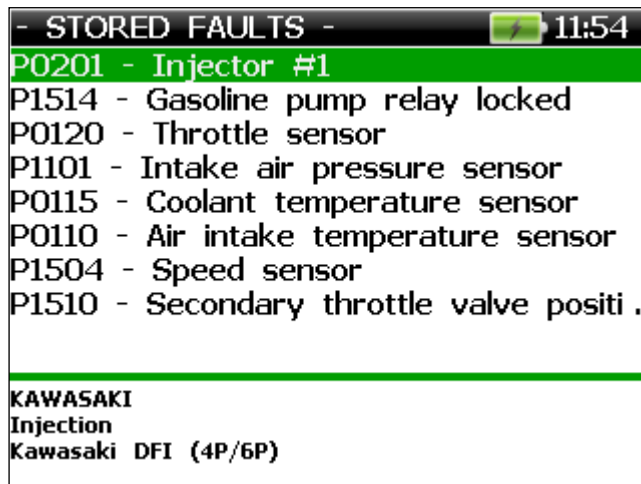 - STORED FAULTS - 11:54
P0201 - Injector #1
P1514 - Gasoline pump relay locked
P0120 - Throttle sensor
P1101 - Intake air pressure sensor
P0115 - Coolant temperature sensor
P0110 - Air intake temperature sensor
P1504 - Speed sensor
P1510 - Secondary throttle valve positi .
KAWASAKI
Injection
Kawasaki DFI (4P/6P)